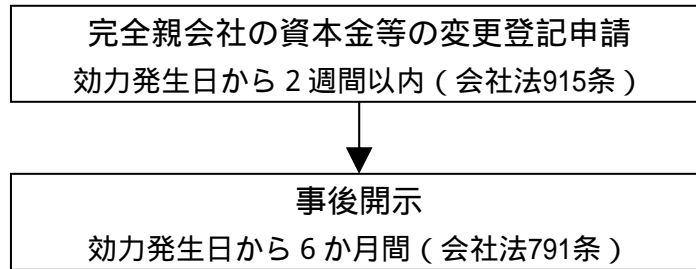 完全親会社の資本金等の変更登記申請
効力発生日から２週間以内（会社法915条）
事後開示
効力発生日から６か月間（会社法791条）